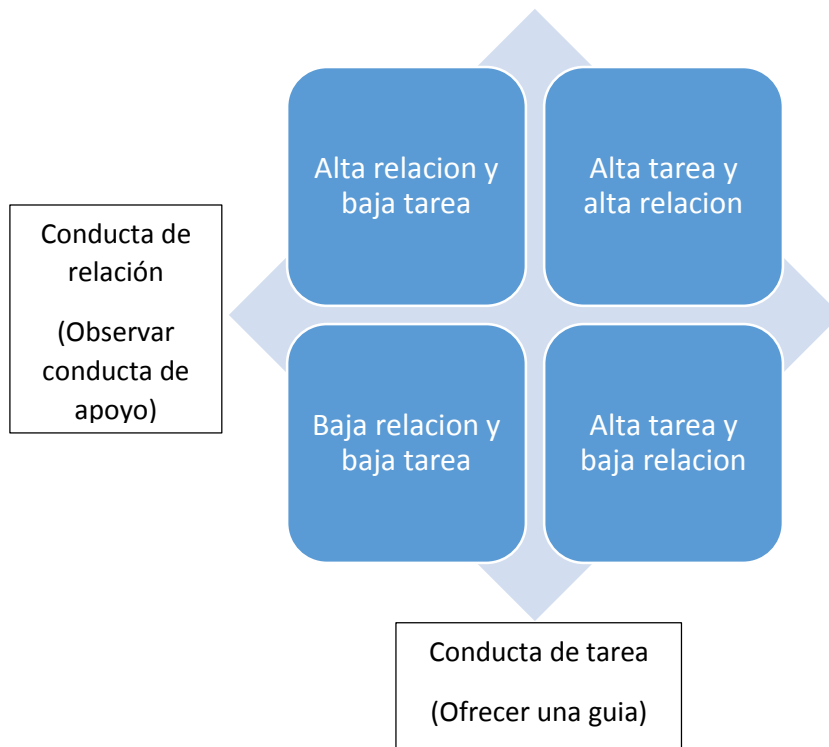 Alta relacion y
baja tarea
Alta tarea y
alta relacion
Conducta de
relación
(Observar
conducta de
apoyo)
Baja relacion y
baja tarea
Alta tarea y
baja relacion
Conducta de tarea
(Ofrecer una guia)